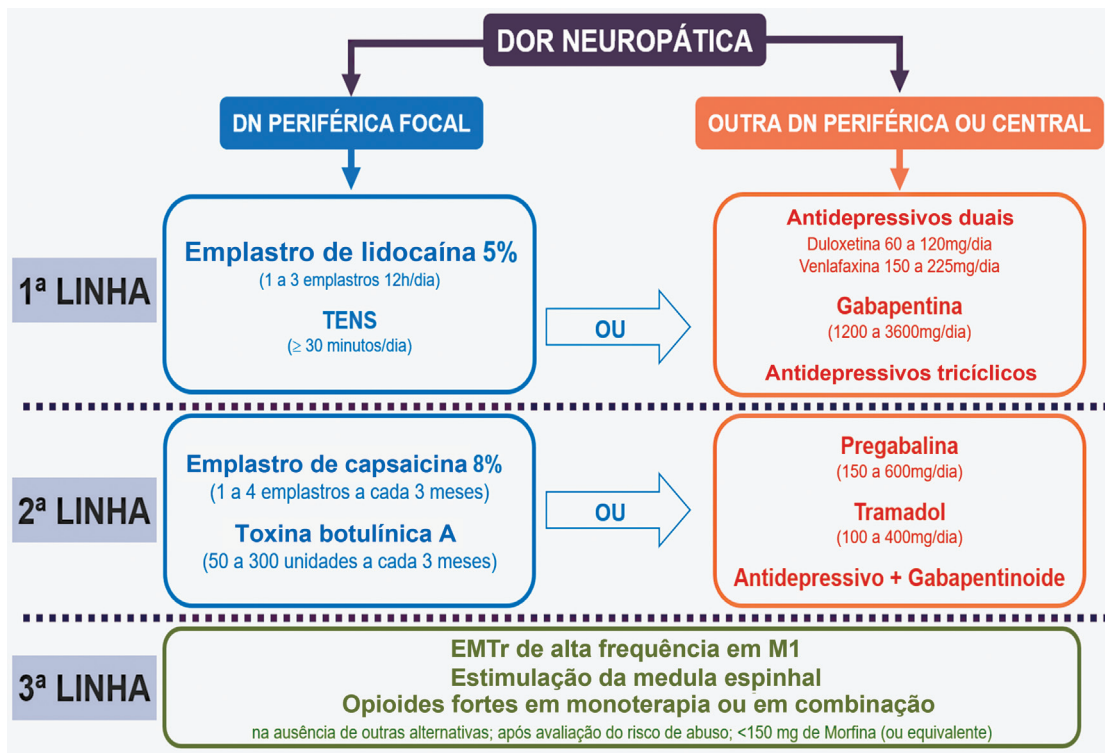 DOR NEUROPÁTICA
DN PERIFÉRICA FOCAL
OUTRA DN PERIFÉRICA OU CENTRAL
1ª LINHA
Emplastro de lidocaína 5%
(1 a 3 emplastros 12h/dia)
TENS
(≥ 30 minutos/dia)
OU
Antidepressivos duais
Duloxetina 60 a 120mg/dia
Venlafaxina 150 a 225mg/dia
Gabapentina
(1200 a 3600mg/dia)
Antidepressivos tricíclicos
2ª LINHA
Emplastro de capsaicina 8%
(1 a 4 emplastros a cada 3 meses)
Toxina botulínica A
(50 a 300 unidades a cada 3 meses)
OU
Pregabalina
(150 a 600mg/dia)
Tramadol
(100 a 400mg/dia)
Antidepressivo + Gabapentinoide
3ª LINHA
EMTr de alta frequência em M1
Estimulação da medula espinhal
Opioides fortes em monoterapia ou em combinação
na ausência de outras alternativas; após avaliação do risco de abuso; <150 mg de Morfina (ou equivalente)